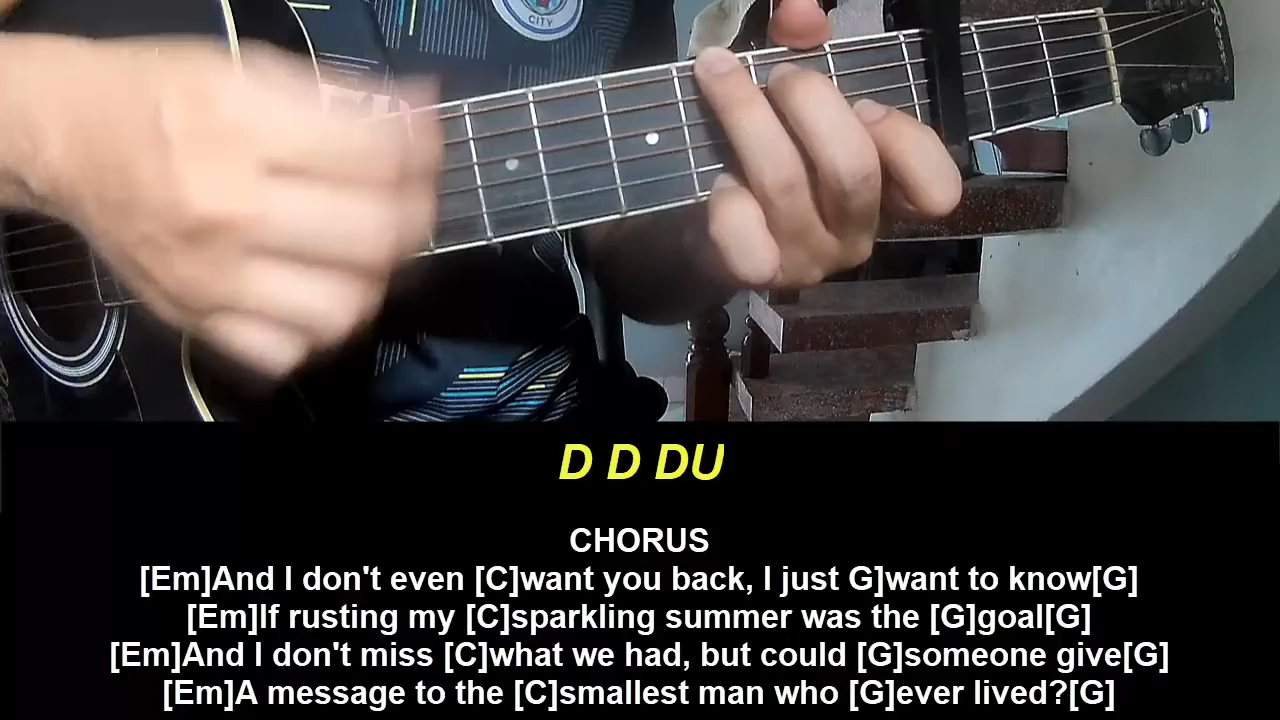 CITY
D D DU
CHORUS
[Em]And I don't even [C]want you back, I just G]want to know[G]
[Em]If rusting my [C]sparkling summer was the [G]goal[G]
[Em]And I don't miss [C]what we had, but could [G]someone give[G]
[Em]A message to the [C]smallest man who [G]ever lived?[G]